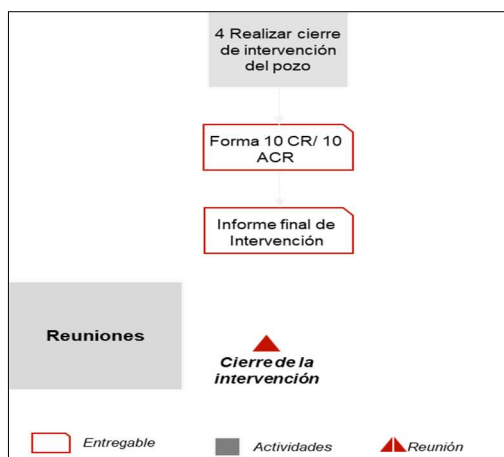 4 Realizar cierre
de intervención
del pozo
Forma 10 CR/ 10
ACR
Informe final de
Intervención
Reuniones
Cierre de la
intervención
Entregable
Actividades
Reunión